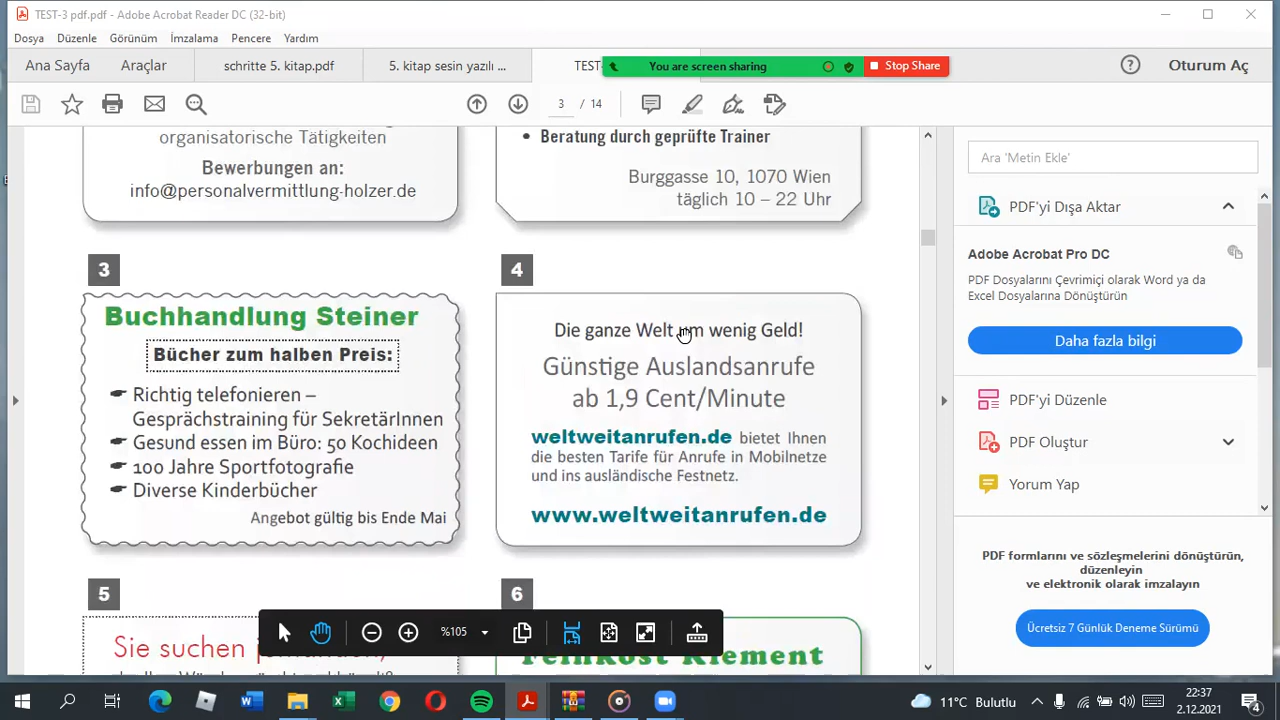 TEST-3 pdf.pdf - Adobe Acrobat Reader DC (32-bit)
Dosya Düzenle Görünüm İmzalama Pencere Yardım
Ana Sayfa Araçlar schritte 5. kitap.pdf 5. kitap sesin yazılı ... TEST- You are screen sharing Stop Share Oturum Aç
3 / 14
organisatorische Tätigkeiten
Bewerbungen an:
info@personalvermittlung-holzer.de
• Beratung durch geprüfte Trainer
Burggasse 10, 1070 Wien
täglich 10 – 22 Uhr
3
Buchhandlung Steiner
Bücher zum halben Preis:
Richtig telefonieren –
Gesprächstraining für SekretärInnen
Gesund essen im Büro: 50 Kochideen
100 Jahre Sportfotografie
Diverse Kinderbücher
Angebot gültig bis Ende Mai
4
Die ganze Welt um wenig Geld!
Günstige Auslandsanrufe
ab 1,9 Cent/Minute
weltweitanrufen.de bietet Ihnen
die besten Tarife für Anrufe in Mobilnetze
und ins ausländische Festnetz.
www.weltweitanrufen.de
5
Sie suchen
6
Feinkost Klement
%105
Ara 'Metin Ekle'
PDF'yi Dışa Aktar
Adobe Acrobat Pro DC
PDF Dosyalarını Çevrimiçi olarak Word ya da
Excel Dosyalarına Dönüştürün
Daha fazla bilgi
PDF'yi Düzenle
PDF Oluştur
Yorum Yap
PDF formlarını ve sözleşmelerini dönüştürün,
düzenleyin
ve elektronik olarak imzalayın
Ücretsiz 7 Günlük Deneme Sürümü
11°C Bulutlu
22:37
2.12.2021
4